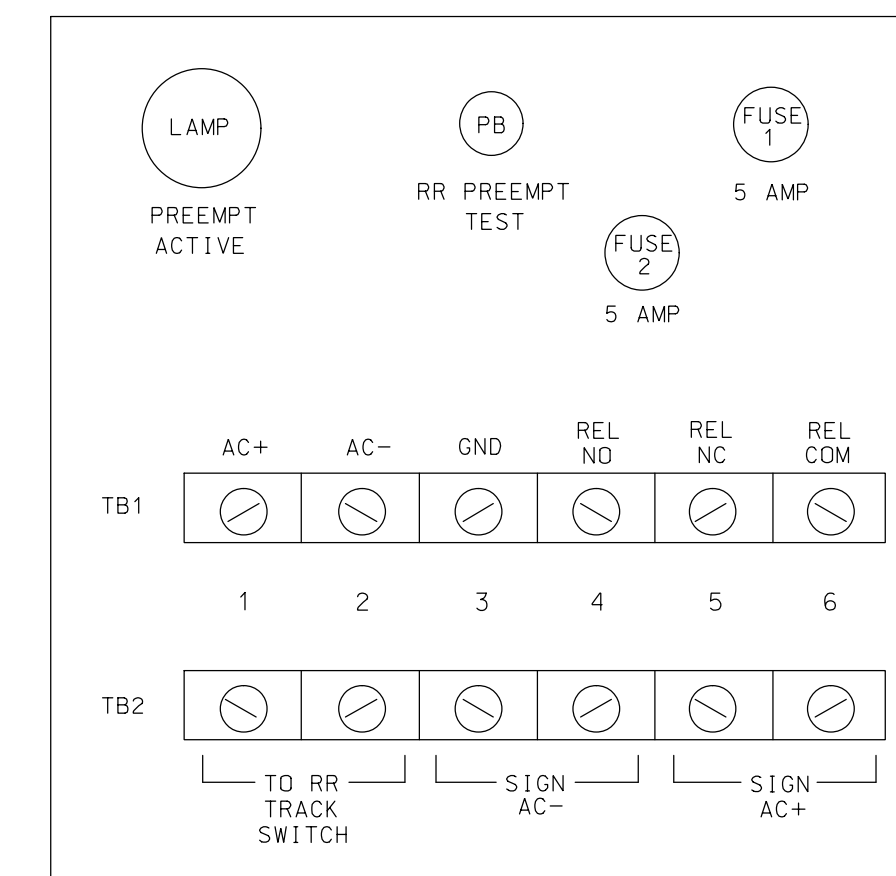 LAMP
PREEMPT
ACTIVE
PB
RR PREEMPT
TEST
FUSE
1
5 AMP
FUSE
2
5 AMP
AC+
AC-
GND
REL
NO
REL
NC
REL
COM
TB1
1 2 3 4 5 6
TB2
TO RR
TRACK
SWITCH
SIGN
AC-
SIGN
AC+